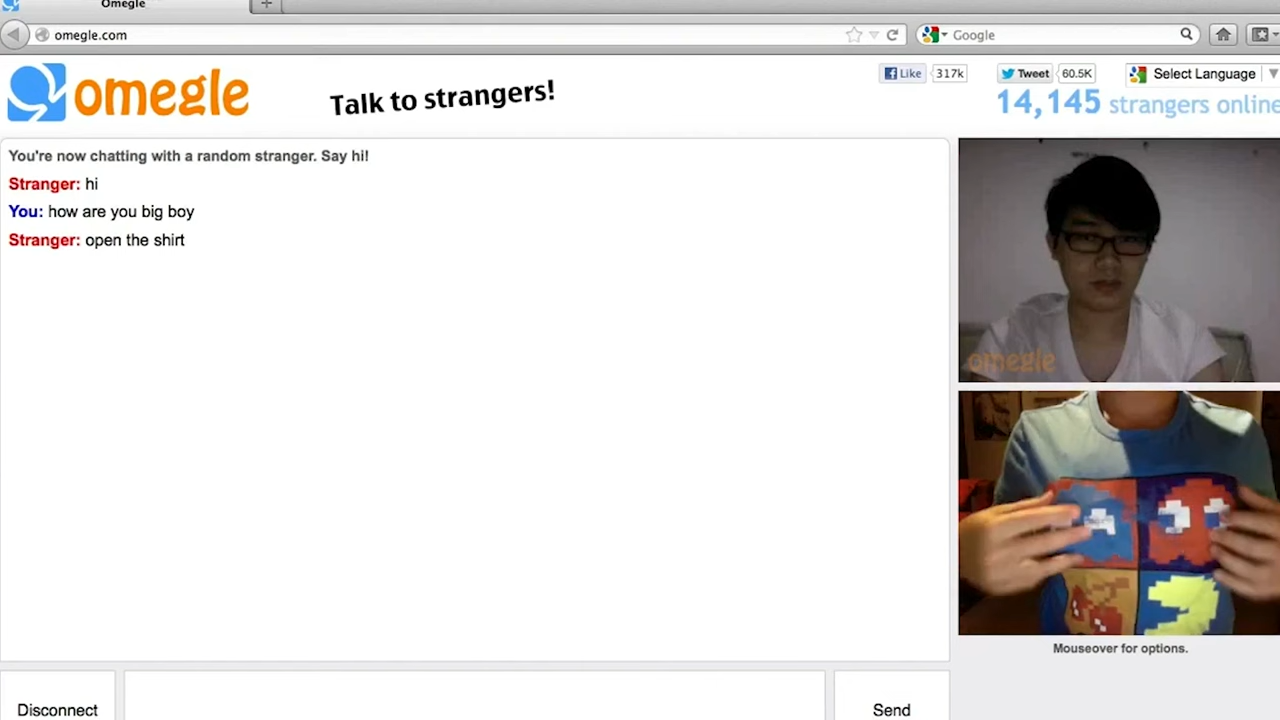 Omegle
omegle.com
Google
omegle
Talk to strangers!
Like 317k
Tweet 60.5K
Select Language
14,145 strangers online
You're now chatting with a random stranger. Say hi!
Stranger: hi
You: how are you big boy
Stranger: open the shirt
omegle
Mouseover for options.
Disconnect
Send